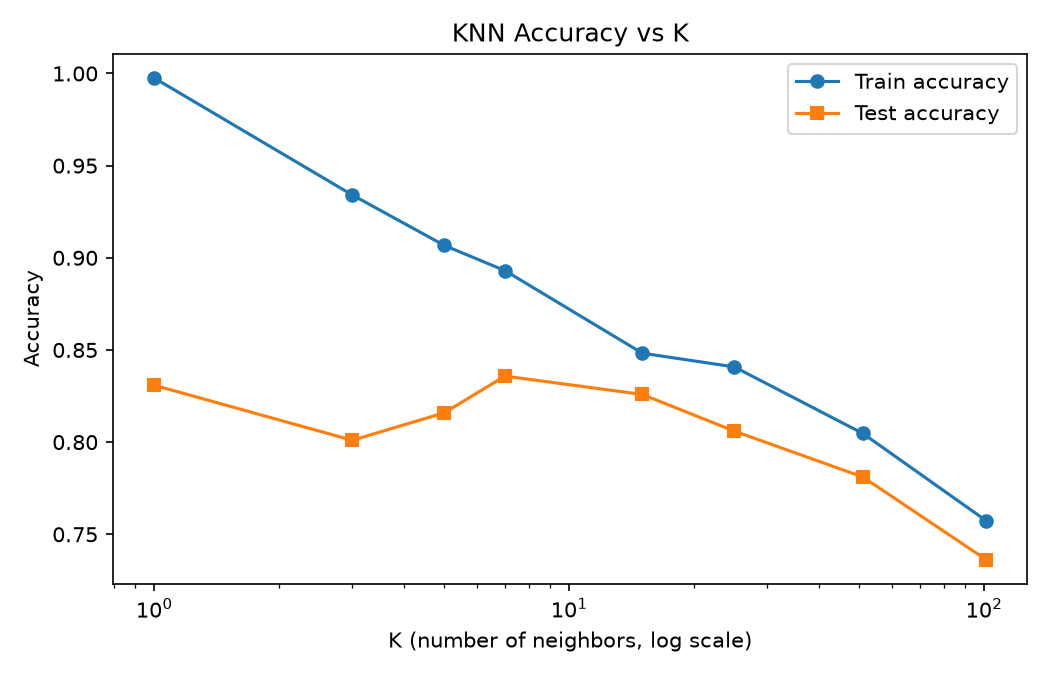 KNN Accuracy vs K
Train accuracy
Test accuracy
Accuracy
1.00
0.95
0.90
0.85
0.80
0.75
10⁰
10¹
10²
K (number of neighbors, log scale)